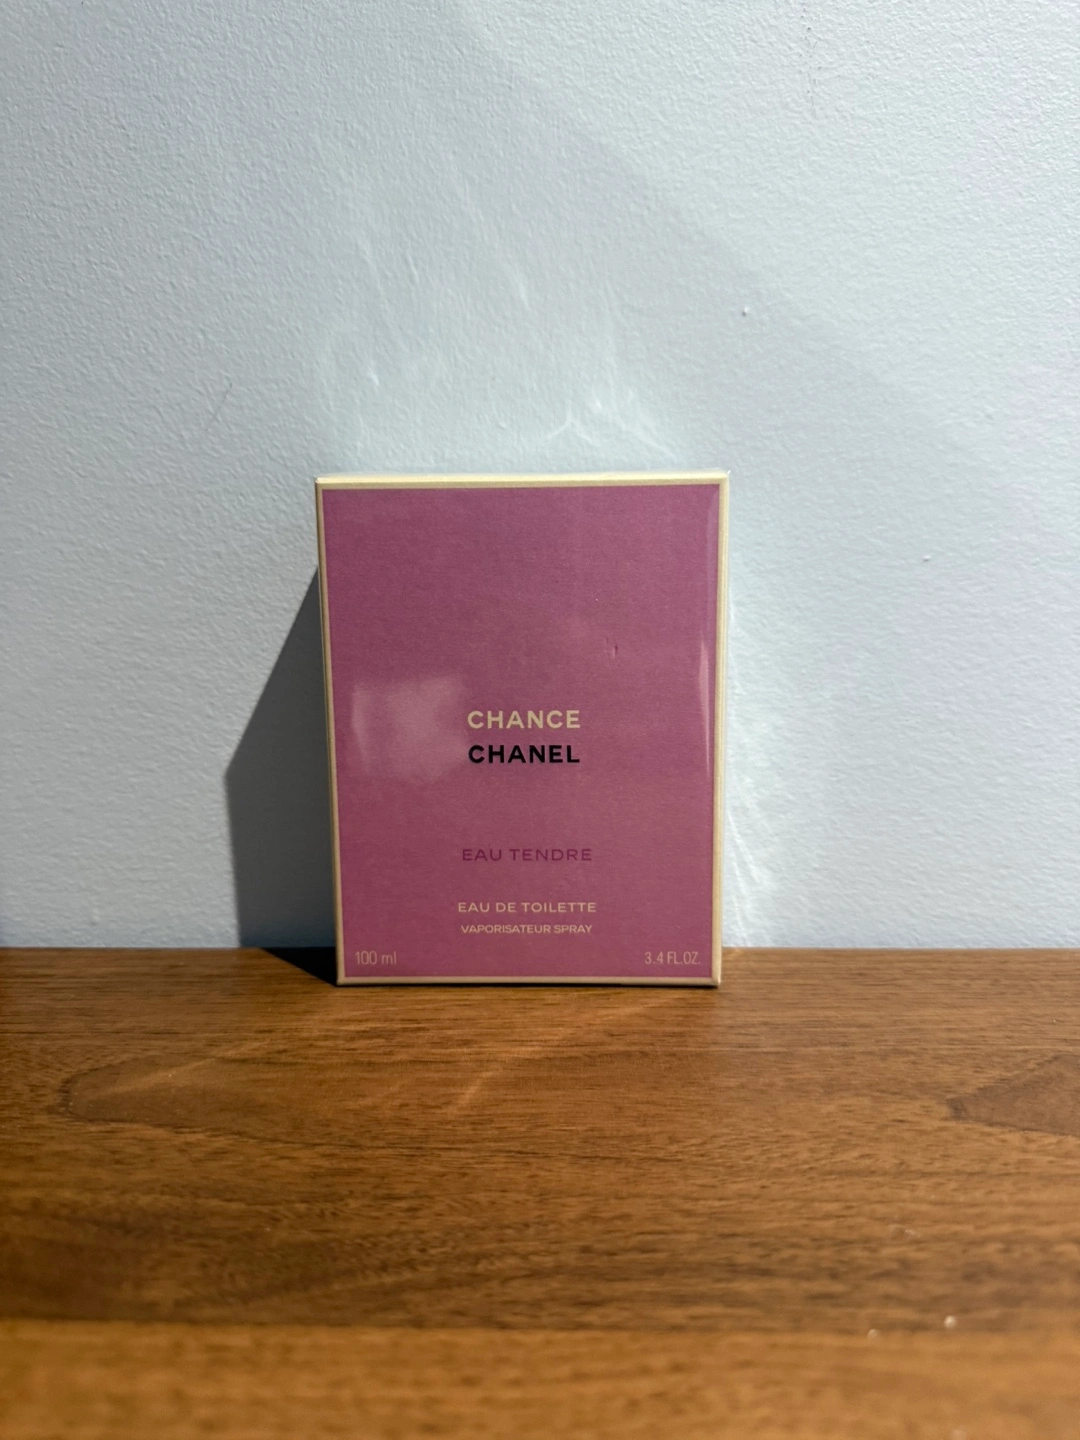 CHANCE
CHANEL
EAU TENDRE
EAU DE TOILETTE
VAPORISATEUR SPRAY
100 ml
3.4 FL.OZ.